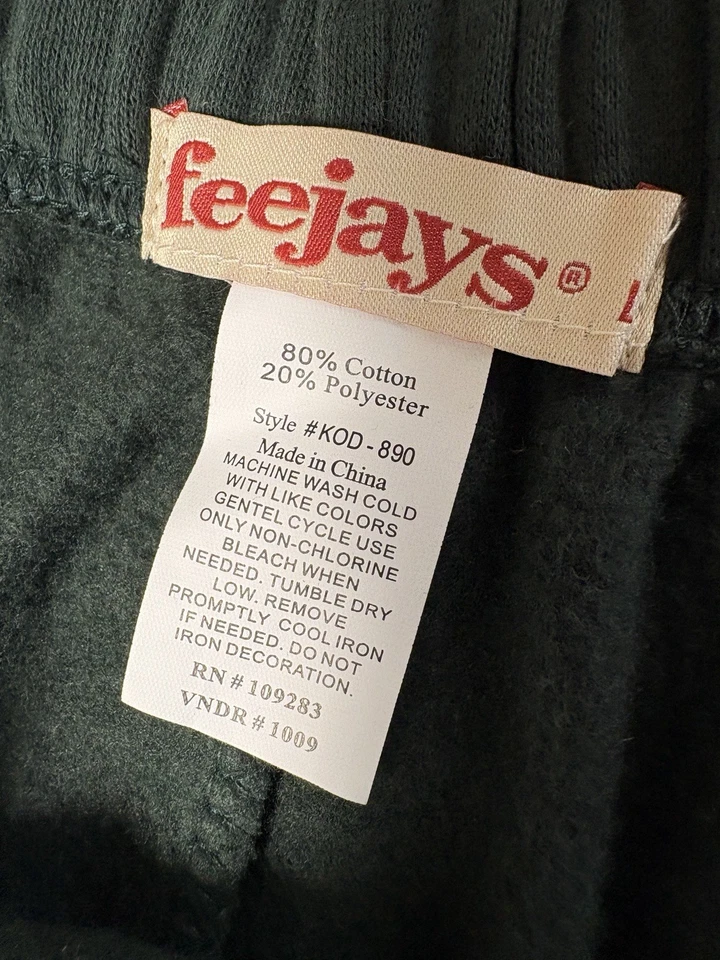 feejays®
80% Cotton
20% Polyester
Style #KOD-890
Made in China
MACHINE WASH COLD
WITH LIKE COLORS
GENTEL CYCLE USE
ONLY NON-CHLORINE
BLEACH WHEN
NEEDED. TUMBLE DRY
LOW. REMOVE
PROMPTLY COOL IRON
IF NEEDED. DO NOT
IRON DECORATION.
RN # 109283
VNDR # 1009